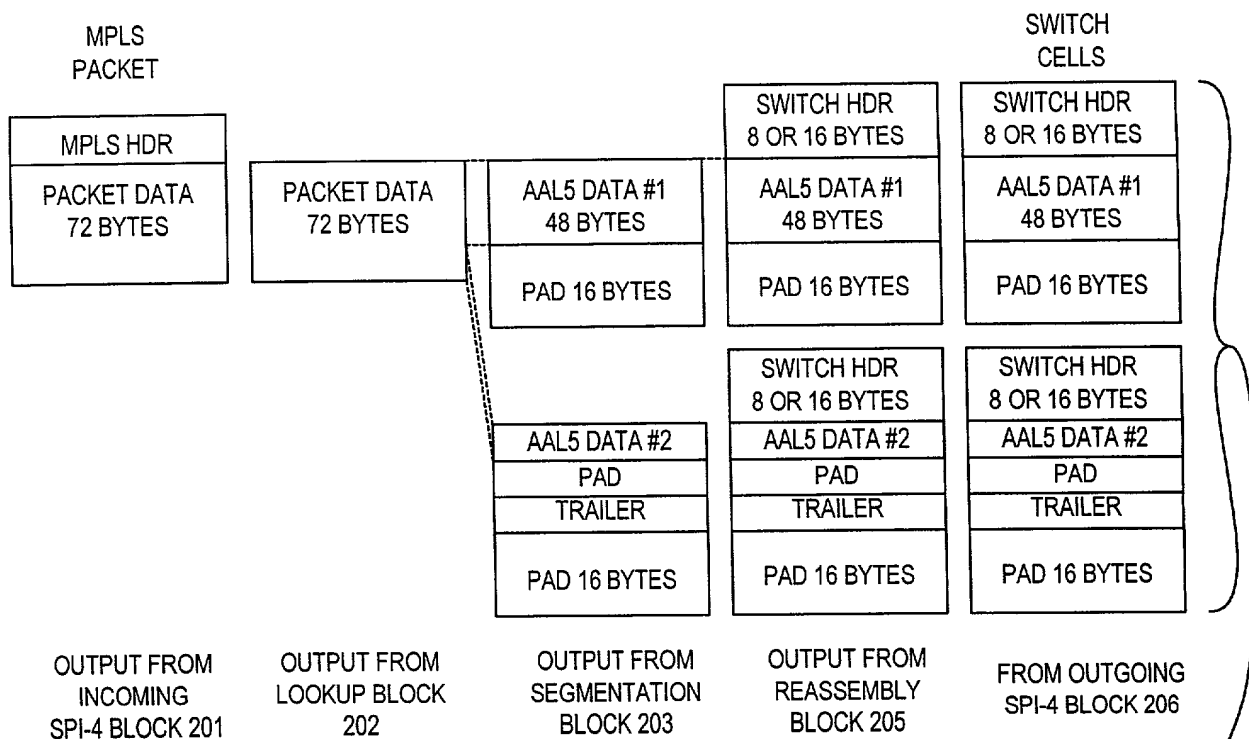 MPLS
PACKET
MPLS HDR
PACKET DATA
72 BYTES
PACKET DATA
72 BYTES
AAL5 DATA #1
48 BYTES
PAD 16 BYTES
AAL5 DATA #2
PAD
TRAILER
PAD 16 BYTES
SWITCH HDR
8 OR 16 BYTES
AAL5 DATA #1
48 BYTES
PAD 16 BYTES
SWITCH HDR
8 OR 16 BYTES
AAL5 DATA #2
PAD
TRAILER
PAD 16 BYTES
SWITCH
CELLS
SWITCH HDR
8 OR 16 BYTES
AAL5 DATA #1
48 BYTES
PAD 16 BYTES
SWITCH HDR
8 OR 16 BYTES
AAL5 DATA #2
PAD
TRAILER
PAD 16 BYTES
OUTPUT FROM
INCOMING
SPI-4 BLOCK 201
OUTPUT FROM
LOOKUP BLOCK
202
OUTPUT FROM
SEGMENTATION
BLOCK 203
OUTPUT FROM
REASSEMBLY
BLOCK 205
FROM OUTGOING
SPI-4 BLOCK 206